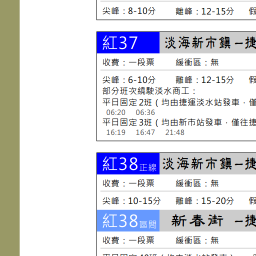 尖峰：8-10分 離峰：12-15分 假
紅37 淡海新市鎮－捷
收費：一段票 緩衝區：無
尖峰：6-10分 離峰：12-15分 假
部分班次繞駛淡水商工：
平日固定2班（均由捷運淡水站發車，僅
06:20 06:36
平日固定3班（均由新市站發車，僅往
16:19 16:47 21:48
紅38正線 淡海新市鎮－捷
收費：一段票 緩衝區：無
尖峰：10-15分 離峰：15-20分 假
紅38區間 新春街 －捷
收費：一段票 緩衝區：無